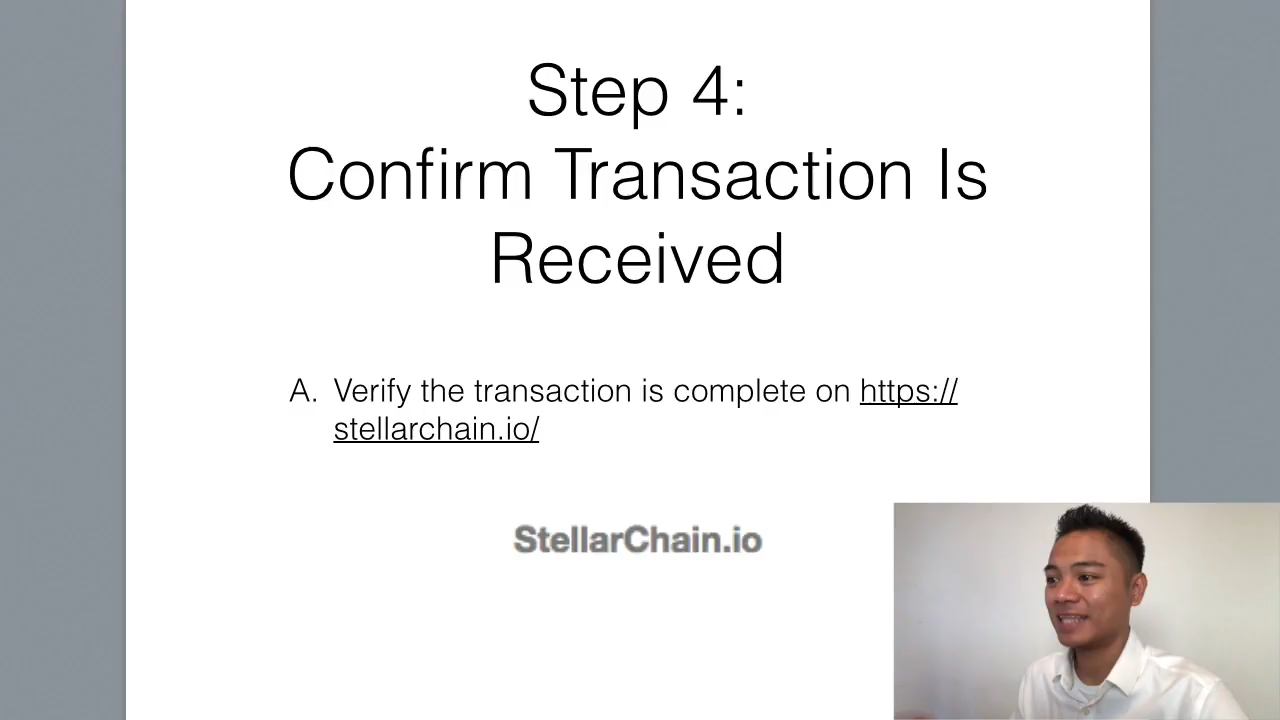 Step 4:
Confirm Transaction Is
Received
A. Verify the transaction is complete on https://
stellarchain.io/
StellarChain.io